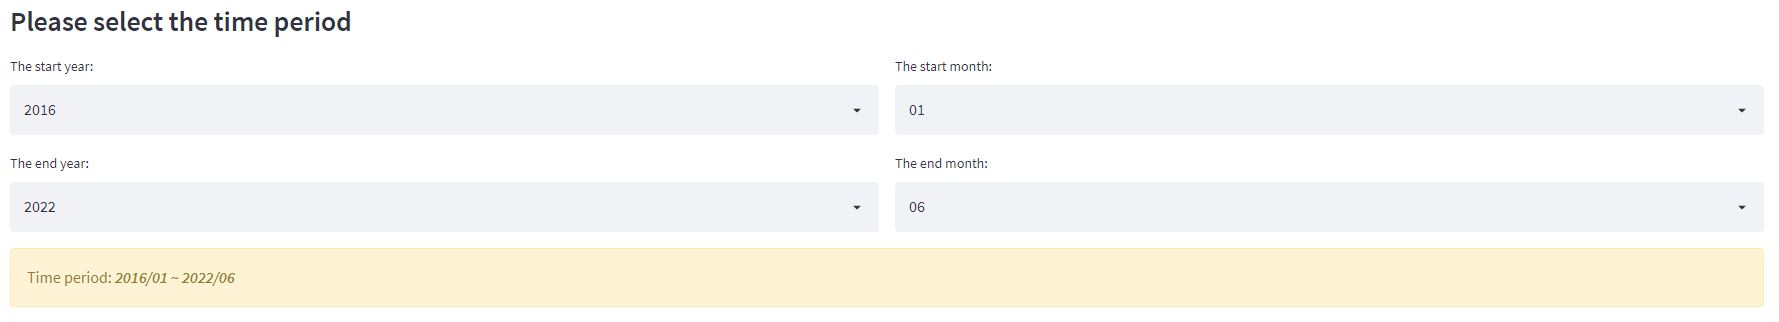 Please select the time period
The start year:
The start month:
2016
01
The end year:
The end month:
2022
06
Time period: 2016/01 ~ 2022/06